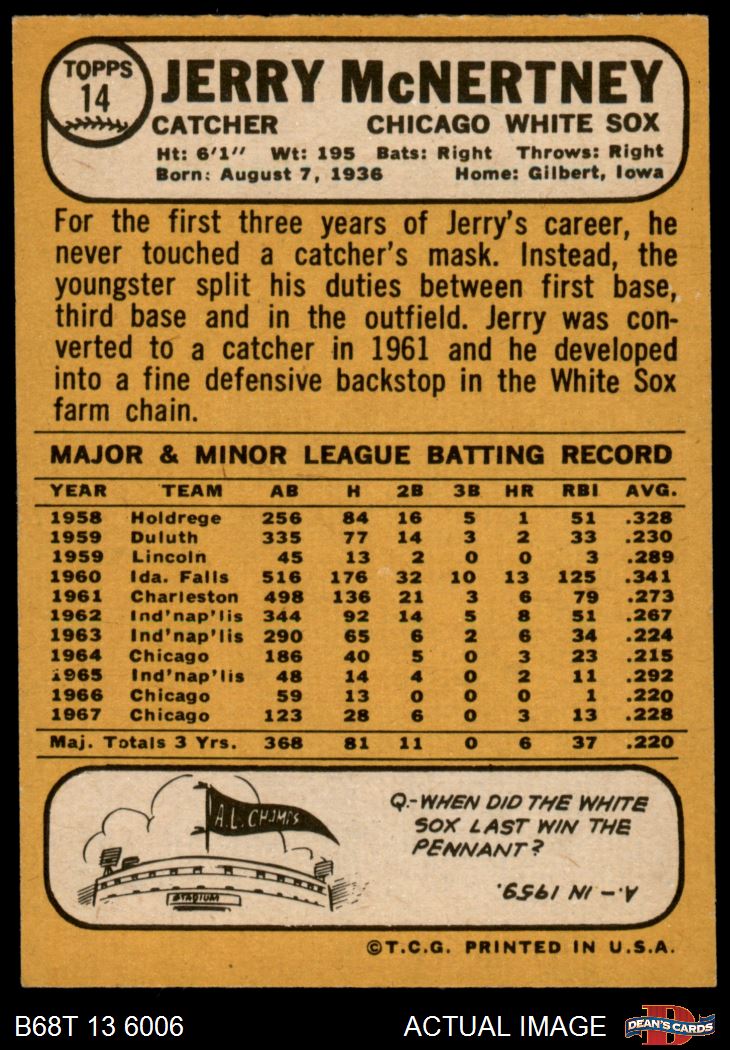 TOPPS
14
JERRY McNERTNEY
CATCHER CHICAGO WHITE SOX
Ht: 6'1" Wt: 195 Bats: Right Throws: Right
Born: August 7, 1936 Home: Gilbert, Iowa
For the first three years of Jerry's career, he
never touched a catcher's mask. Instead, the
youngster split his duties between first base,
third base and in the outfield. Jerry was con-
verted to a catcher in 1961 and he developed
into a fine defensive backstop in the White Sox
farm chain.
MAJOR & MINOR LEAGUE BATTING RECORD
YEAR TEAM AB H 2B 3B HR RBI AVG.
1958 Holdrege 256 84 16 5 1 51 .328
1959 Duluth 335 77 14 3 2 33 .230
1959 Lincoln 45 13 2 0 0 3 .289
1960 Ida. Falls 516 176 32 10 13 125 .341
1961 Charleston 498 136 21 3 6 79 .273
1962 Ind'nap'lis 344 92 14 5 8 51 .267
1963 Ind'nap'lis 290 65 6 2 6 34 .224
1964 Chicago 186 40 5 0 3 23 .215
1965 Ind'nap'lis 48 14 4 0 2 11 .292
1966 Chicago 59 13 0 0 0 1 .220
1967 Chicago 123 28 6 0 3 13 .228
Maj. Totals 3 Yrs. 368 81 11 0 6 37 .220
A.L. CHAMPS
STADIUM
Q.-WHEN DID THE WHITE
SOX LAST WIN THE
PENNANT?
A.- IN 1959.
©T.C.G. PRINTED IN U.S.A.
B68T 13 6006 ACTUAL IMAGE
D
DEAN'S CARDS